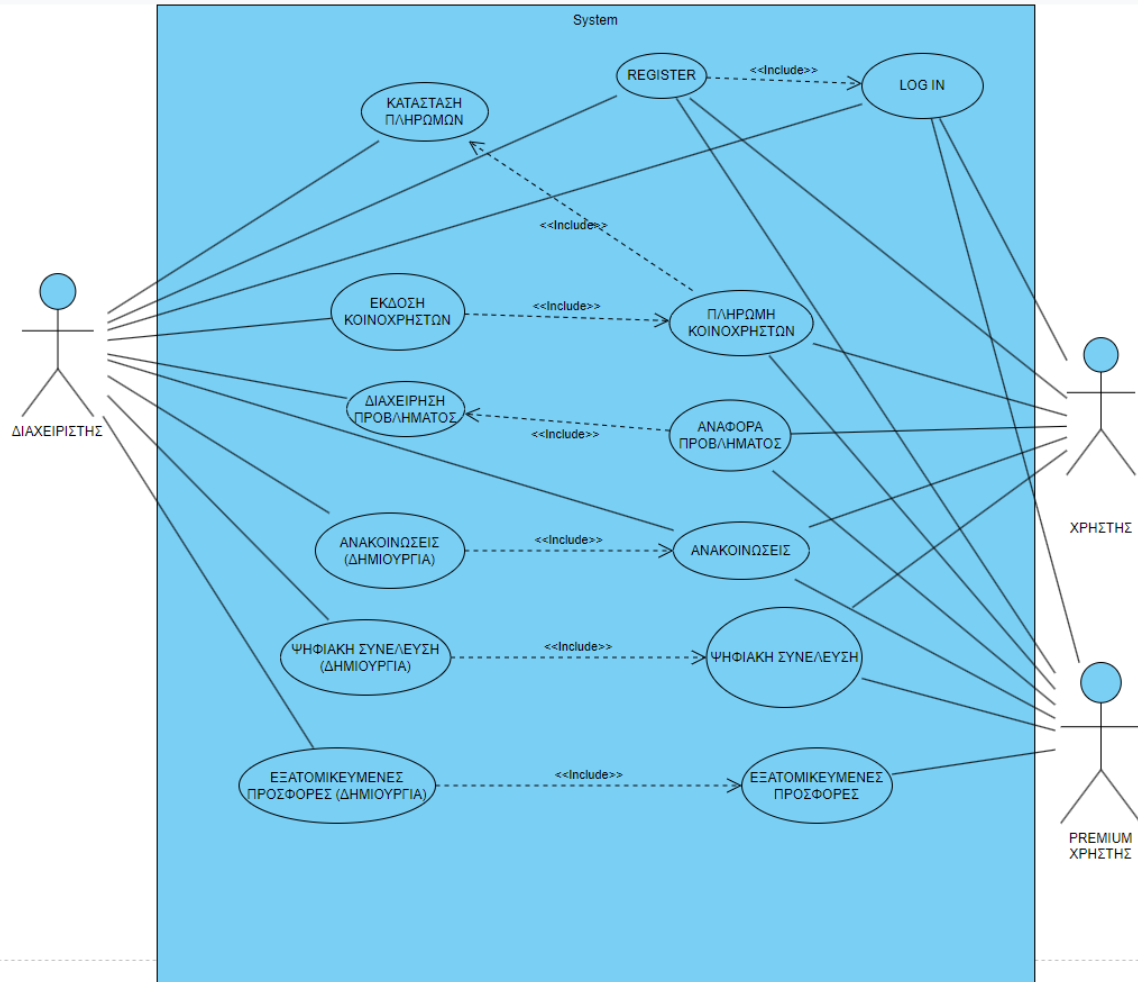 System
REGISTER
<<Include>>
LOG IN
ΚΑΤΑΣΤΑΣΗ
ΠΛΗΡΩΜΩΝ
<<Include>>
ΕΚΔΟΣΗ
ΚΟΙΝΟΧΡΗΣΤΩΝ
<<Include>>
ΠΛΗΡΩΜΗ
ΚΟΙΝΟΧΡΗΣΤΩΝ
ΔΙΑΧΕΙΡΙΣΤΗΣ
ΔΙΑΧΕΙΡΗΣΗ
ΠΡΟΒΛΗΜΑΤΟΣ
<<Include>>
ΑΝΑΦΟΡΑ
ΠΡΟΒΛΗΜΑΤΟΣ
ΧΡΗΣΤΗΣ
ΑΝΑΚΟΙΝΩΣΕΙΣ
(ΔΗΜΙΟΥΡΓΙΑ)
<<Include>>
ΑΝΑΚΟΙΝΩΣΕΙΣ
ΨΗΦΙΑΚΗ ΣΥΝΕΛΕΥΣΗ
(ΔΗΜΙΟΥΡΓΙΑ)
<<Include>>
ΨΗΦΙΑΚΗ ΣΥΝΕΛΕΥΣΗ
ΕΞΑΤΟΜΙΚΕΥΜΕΝΕΣ
ΠΡΟΣΦΟΡΕΣ (ΔΗΜΙΟΥΡΓΙΑ)
<<Include>>
ΕΞΑΤΟΜΙΚΕΥΜΕΝΕΣ
ΠΡΟΣΦΟΡΕΣ
PREMIUM
ΧΡΗΣΤΗΣ